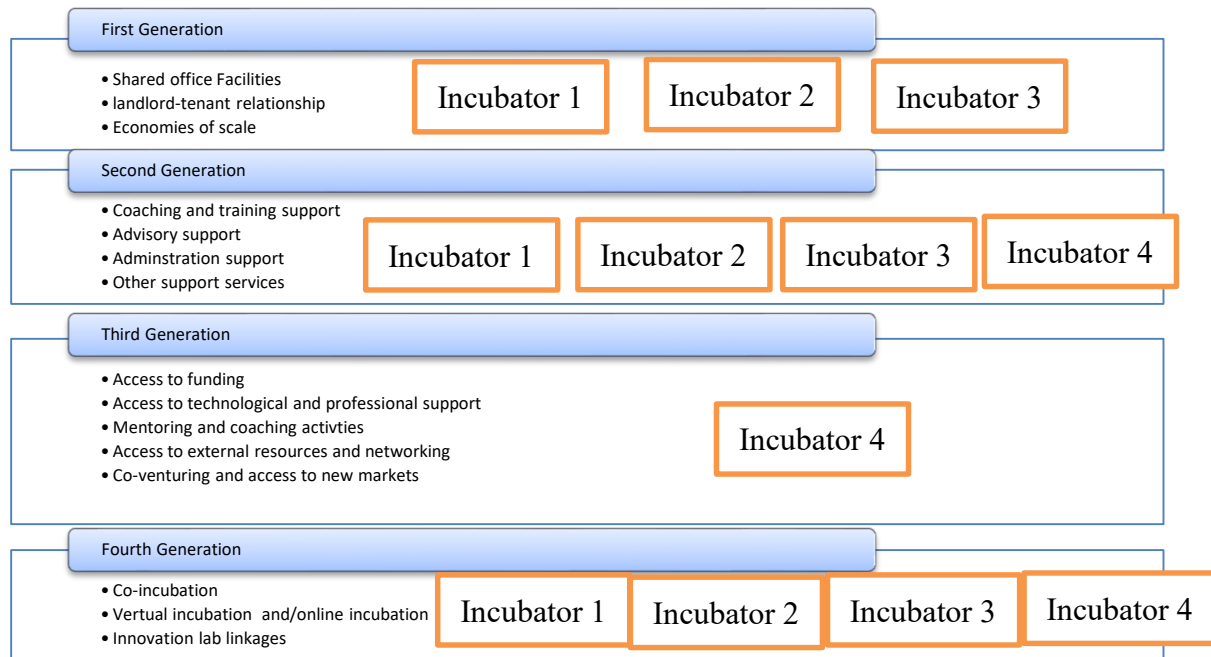 First Generation
• Shared office Facilities
• landlord-tenant relationship
• Economies of scale
Incubator 1
Incubator 2
Incubator 3
Second Generation
• Coaching and training support
• Advisory support
• Adminstration support
• Other support services
Incubator 1
Incubator 2
Incubator 3
Incubator 4
Third Generation
• Access to funding
• Access to technological and professional support
• Mentoring and coaching activties
• Access to external resources and networking
• Co-venturing and access to new markets
Incubator 4
Fourth Generation
• Co-incubation
• Vertual incubation and/online incubation
• Innovation lab linkages
Incubator 1
Incubator 2
Incubator 3
Incubator 4